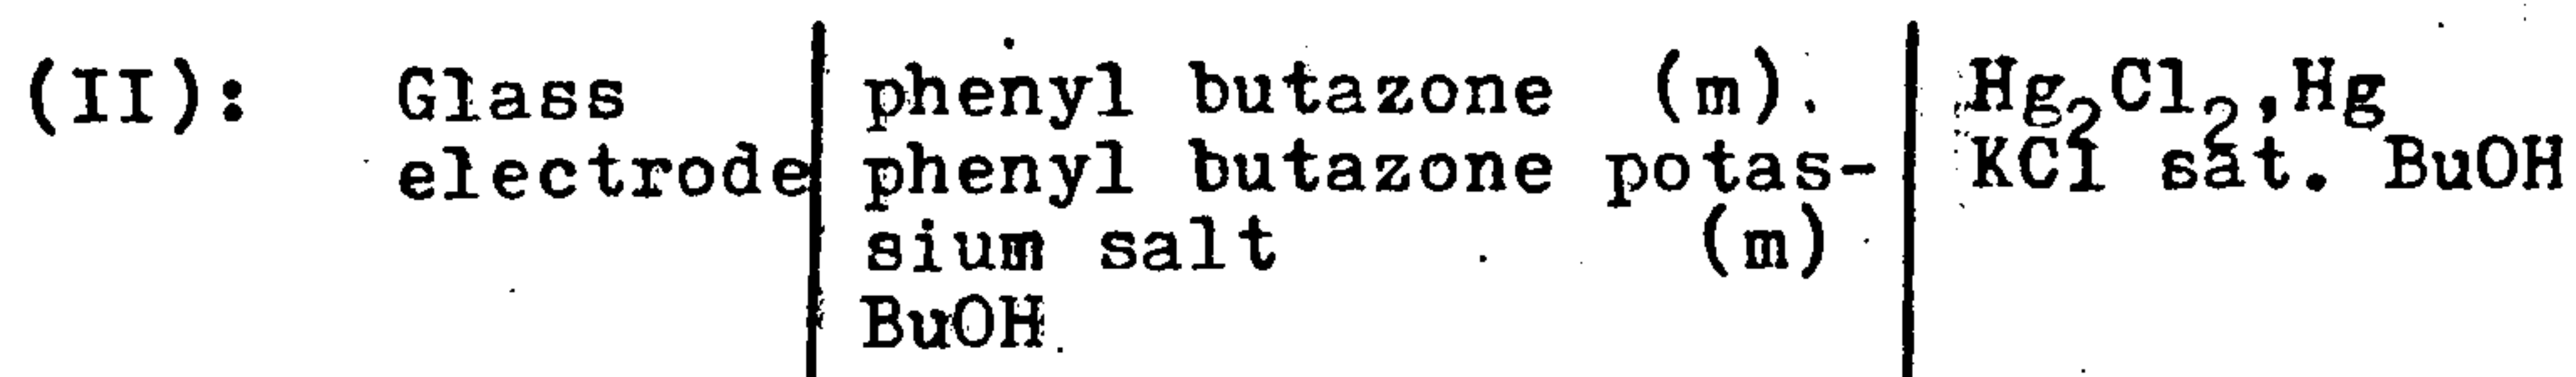 (II): Glass phenyl butazone (m). Hg2Cl2,Hg
electrode phenyl butazone potas- KCl sat. BuOH
sium salt (m)
BuOH